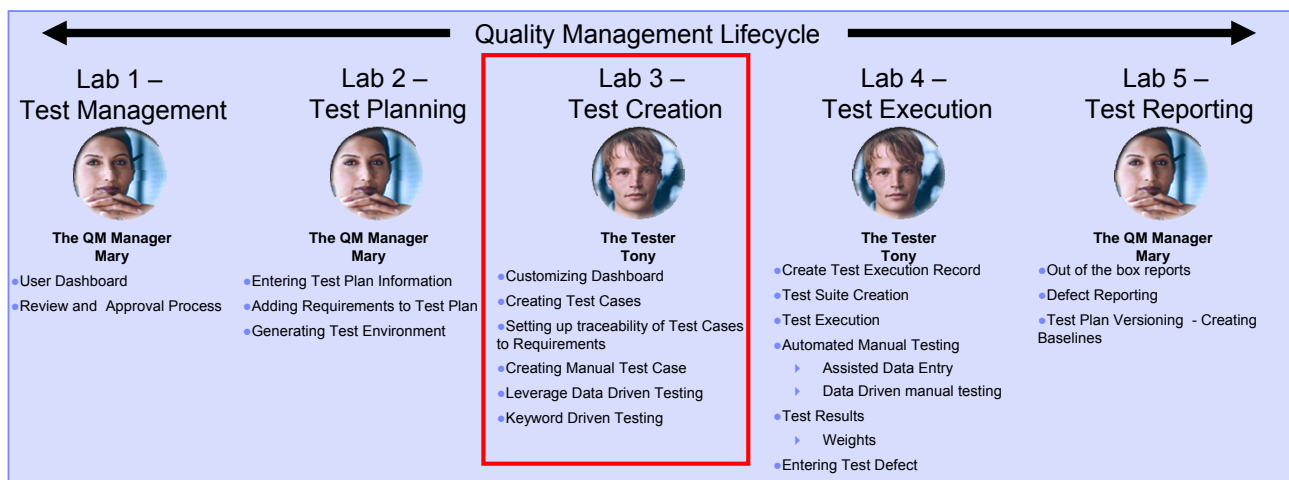 Quality Management Lifecycle
Lab 1 –
Test Management
The QM Manager
Mary
•User Dashboard
•Review and Approval Process
Lab 2 –
Test Planning
The QM Manager
Mary
•Entering Test Plan Information
•Adding Requirements to Test Plan
•Generating Test Environment
Lab 3 –
Test Creation
The Tester
Tony
•Customizing Dashboard
•Creating Test Cases
•Setting up traceability of Test Cases
to Requirements
•Creating Manual Test Case
•Leverage Data Driven Testing
•Keyword Driven Testing
Lab 4 –
Test Execution
The Tester
Tony
•Create Test Execution Record
•Test Suite Creation
•Test Execution
•Automated Manual Testing
Assisted Data Entry
Data Driven manual testing
•Test Results
Weights
•Entering Test Defect
Lab 5 –
Test Reporting
The QM Manager
Mary
•Out of the box reports
•Defect Reporting
•Test Plan Versioning - Creating
Baselines